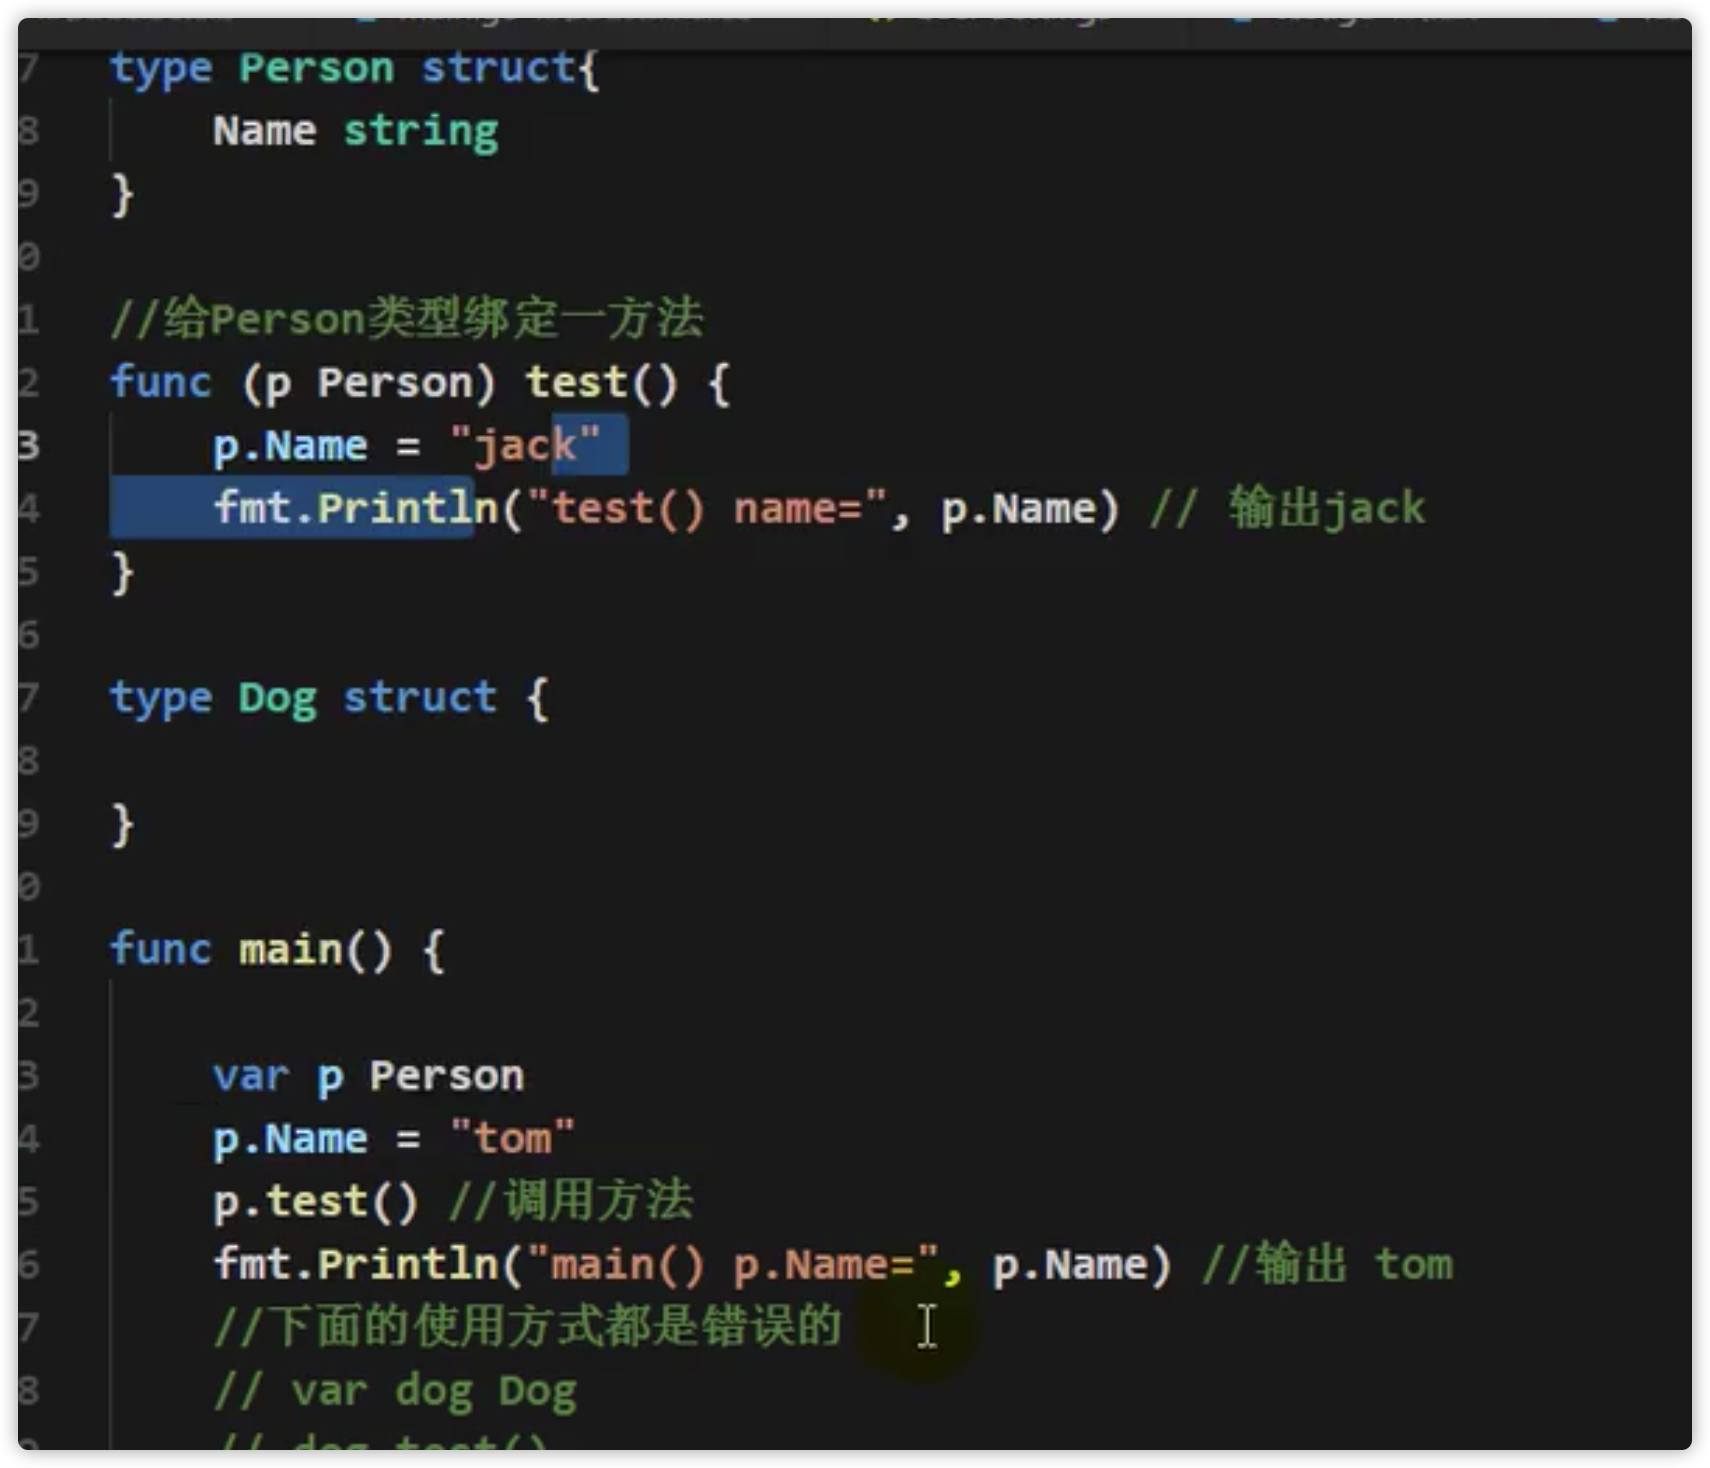 7 type Person struct{
8 Name string
9 }
0
1 //给Person类型绑定一方法
2 func (p Person) test() {
3 p.Name = "jack"
4 fmt.Println("test() name=", p.Name) // 输出jack
5 }
6
7 type Dog struct {
8
9 }
0
1 func main() {
2
3 var p Person
4 p.Name = "tom"
5 p.test() //调用方法
6 fmt.Println("main() p.Name=", p.Name) //输出 tom
7 //下面的使用方式都是错误的
8 // var dog Dog
// dog.test()